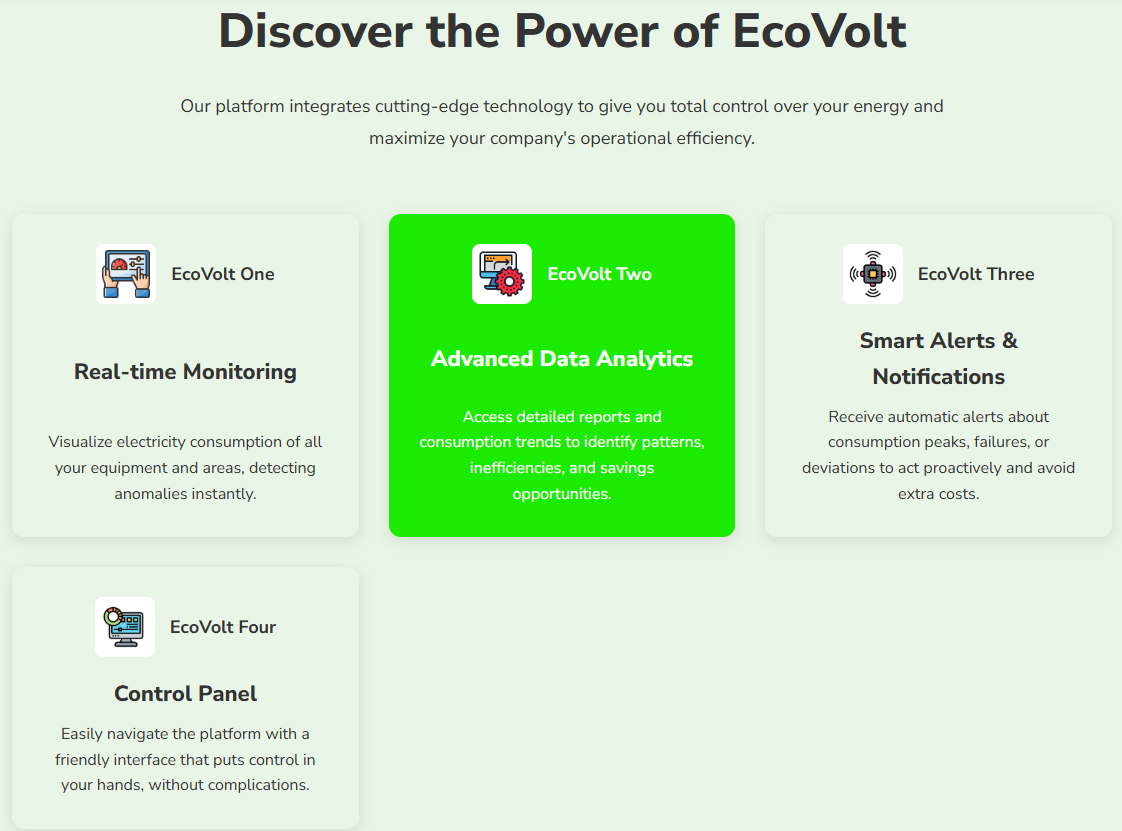 Discover the Power of EcoVolt
Our platform integrates cutting-edge technology to give you total control over your energy and
maximize your company's operational efficiency.
EcoVolt One
Real-time Monitoring
Visualize electricity consumption of all
your equipment and areas, detecting
anomalies instantly.
EcoVolt Two
Advanced Data Analytics
Access detailed reports and
consumption trends to identify patterns,
inefficiencies, and savings
opportunities.
EcoVolt Three
Smart Alerts &
Notifications
Receive automatic alerts about
consumption peaks, failures, or
deviations to act proactively and avoid
extra costs.
EcoVolt Four
Control Panel
Easily navigate the platform with a
friendly interface that puts control in
your hands, without complications.